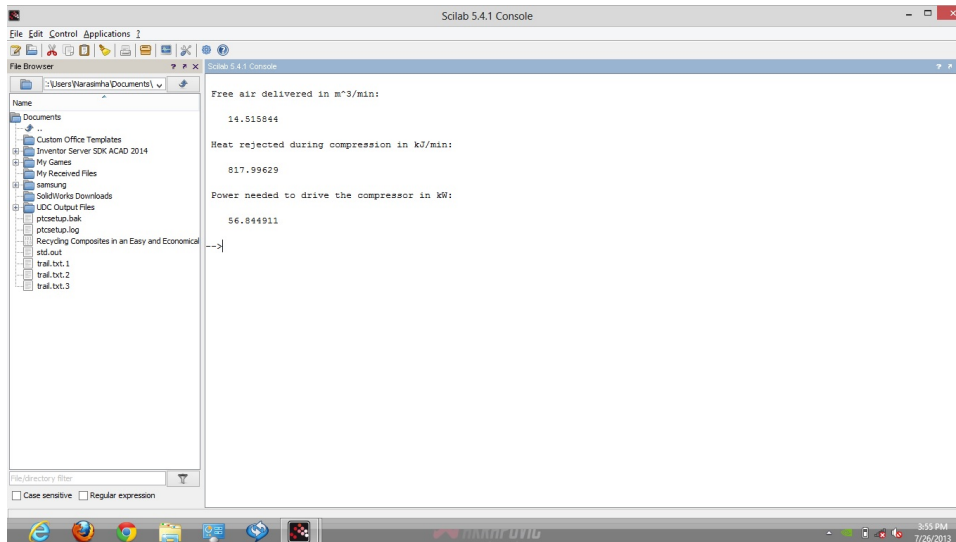 Scilab 5.4.1 Console
File Edit Control Applications ?
File Browser
Scilab 5.4.1 Console
:\Users\Narasimha\Documents\
Name
Documents
..
Custom Office Templates
Inventor Server SDK ACAD 2014
My Games
My Received Files
samsung
SolidWorks Downloads
UDC Output Files
ptcsetup.bak
ptcsetup.log
Recycling Composites in an Easy and Economical
std.out
trail.txt.1
trail.txt.2
trail.txt.3
Free air delivered in m^3/min:
14.515844
Heat rejected during compression in kJ/min:
817.99629
Power needed to drive the compressor in kW:
56.844911
-->
File/directory filter
Case sensitive Regular expression
3:55 PM
7/26/2013